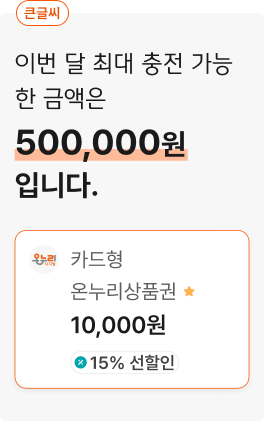 큰글씨
이번 달 최대 충전 가능
한 금액은
500,000원
입니다.
온누리
카드형
온누리상품권
10,000원
15% 선할인